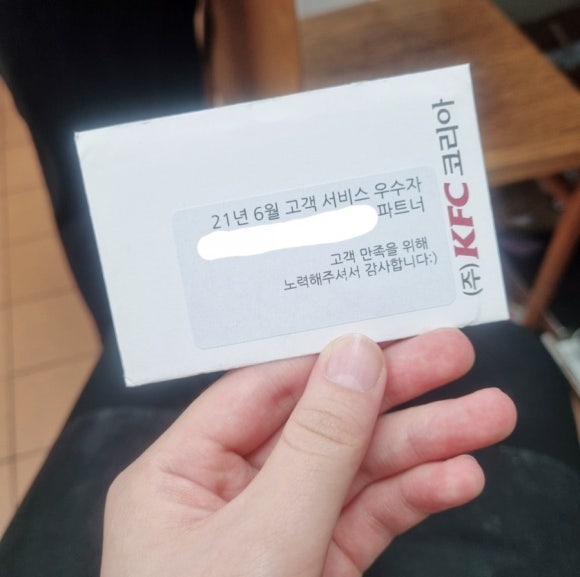 21년 6월 고객 서비스 우수자
파트너
고객 만족을 위해
노력해주셔서 감사합니다:)
(주)KFC 코리아